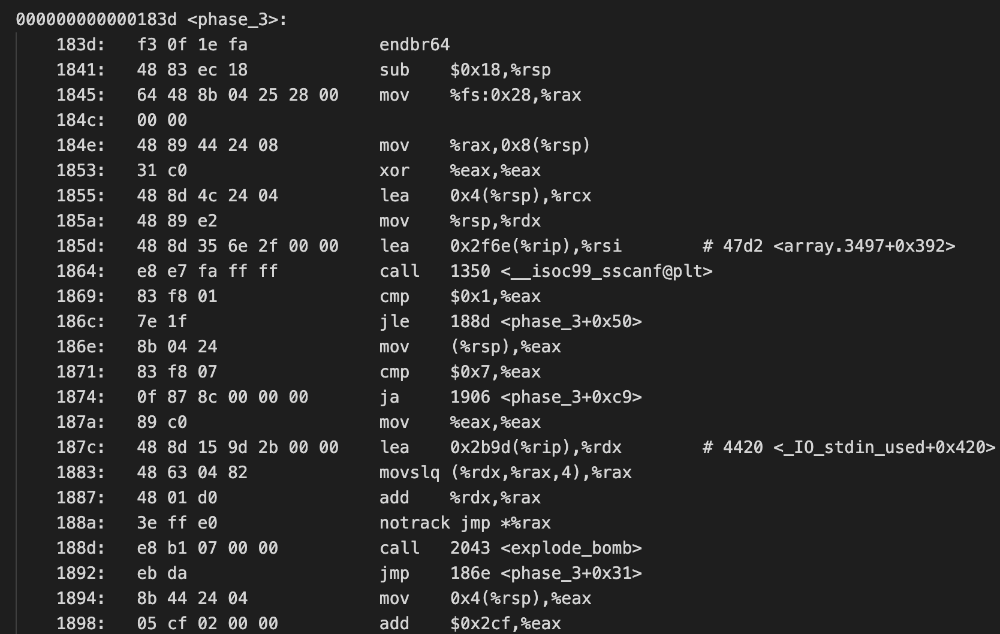 000000000000183d <phase_3>:
183d: f3 0f 1e fa endbr64
1841: 48 83 ec 18 sub $0x18,%rsp
1845: 64 48 8b 04 25 28 00 mov %fs:0x28,%rax
184c: 00 00
184e: 48 89 44 24 08 mov %rax,0x8(%rsp)
1853: 31 c0 xor %eax,%eax
1855: 48 8d 4c 24 04 lea 0x4(%rsp),%rcx
185a: 48 89 e2 mov %rsp,%rdx
185d: 48 8d 35 6e 2f 00 00 lea 0x2f6e(%rip),%rsi # 47d2 <array.3497+0x392>
1864: e8 e7 fa ff ff call 1350 <__isoc99_sscanf@plt>
1869: 83 f8 01 cmp $0x1,%eax
186c: 7e 1f jle 188d <phase_3+0x50>
186e: 8b 04 24 mov (%rsp),%eax
1871: 83 f8 07 cmp $0x7,%eax
1874: 0f 87 8c 00 00 00 ja 1906 <phase_3+0xc9>
187a: 89 c0 mov %eax,%eax
187c: 48 8d 15 9d 2b 00 00 lea 0x2b9d(%rip),%rdx # 4420 <_IO_stdin_used+0x420>
1883: 48 63 04 82 movslq (%rdx,%rax,4),%rax
1887: 48 01 d0 add %rdx,%rax
188a: 3e ff e0 notrack jmp *%rax
188d: e8 b1 07 00 00 call 2043 <explode_bomb>
1892: eb da jmp 186e <phase_3+0x31>
1894: 8b 44 24 04 mov 0x4(%rsp),%eax
1898: 05 cf 02 00 00 add $0x2cf,%eax